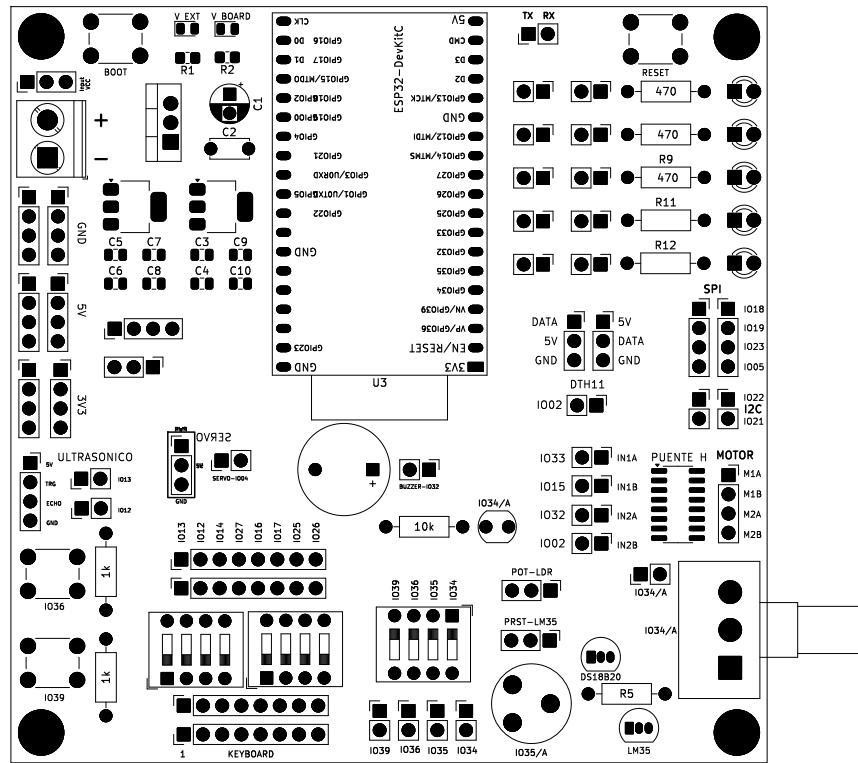 V_EXT
V_BOARD
BOOT
R1
R2
Input
VCC
+
−
C1
C2
TX RX
RESET
470
470
R9
470
R11
R12
ESP32-DevKitC
CLK
D0
D1
GPIO16
GPIO17
GPIO15/MTDO
GPIO2
GPIO4
GPIO21
GPIO3/U0RXD
GPIO1/U0TXD
GPIO22
GND
GPIO23
GND
5V
CMD
D3
D2
GPIO13/MTCK
GND
GPIO12/MTDI
GPIO14/MTMS
GPIO27
GPIO26
GPIO25
GPIO33
GPIO32
GPIO35
GPIO34
VN/GPIO39
VP/GPIO36
EN/RESET
3V3
U3
GND
5V
3V3
C5
C7
C3
C9
C6
C8
C4
C10
DATA
5V
GND
5V
DATA
GND
DTH11
IO02
SPI
IO18
IO19
IO23
IO05
IO22
I2C
IO21
ULTRASONICO
5V
TRG
ECHO
GND
IO13
IO12
PWM
5V
GND
SERVO
SERVO-IO04
+
BUZZER-IO32
IO33
IN1A
IO15
IN1B
IO32
IN2A
IO02
IN2B
PUENTE H
MOTOR
M1A
M1B
M2A
M2B
10k
IO34/A
IO13
IO12
IO14
IO27
IO16
IO17
IO25
IO26
1k
IO36
1k
IO39
IO39
IO36
IO35
IO34
POT-LDR
PRST-LM35
IO34/A
IO34/A
DS18B20
R5
LM35
IO35/A
IO39
IO36
IO35
IO34
1
KEYBOARD